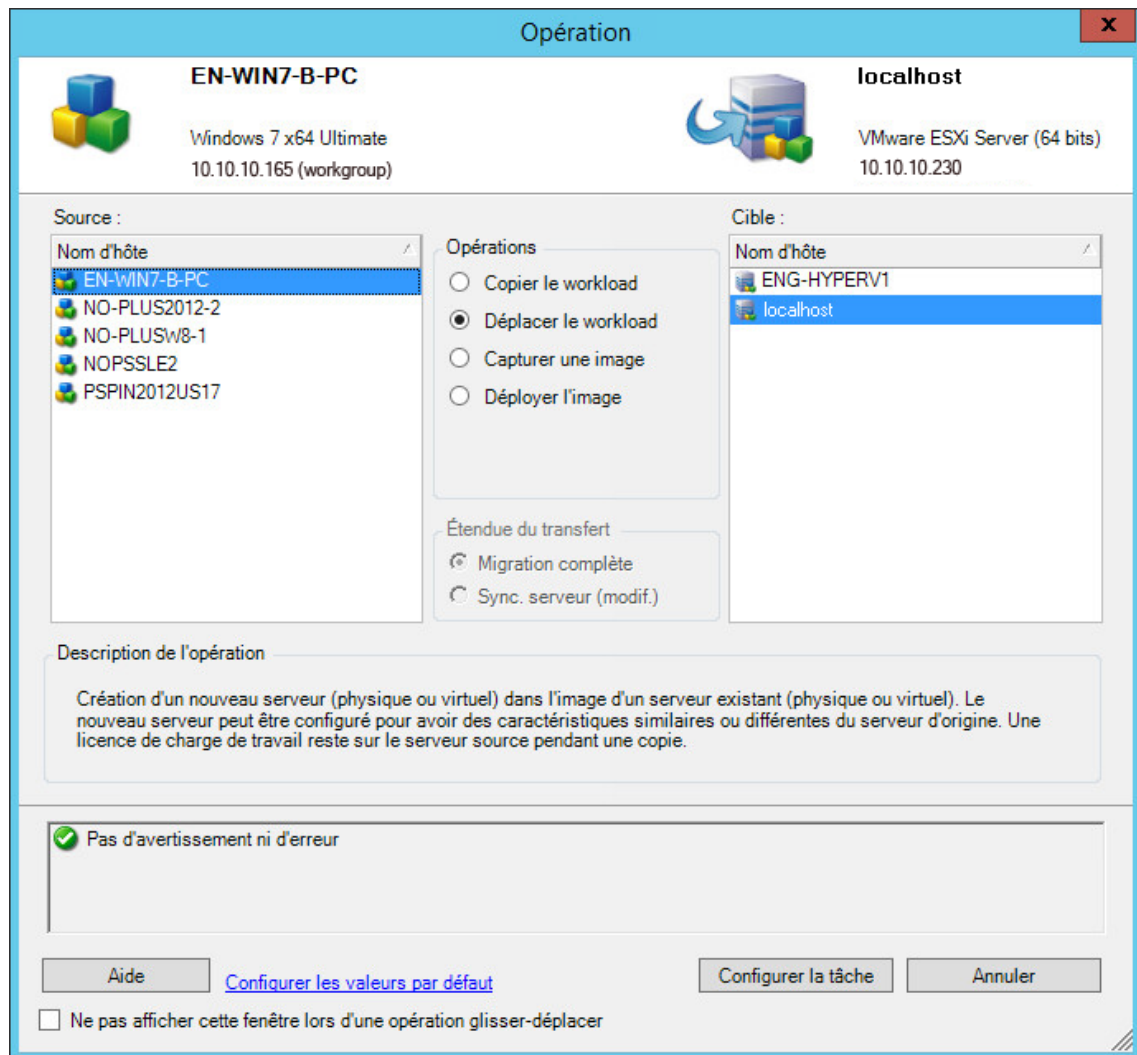 Opération
x
EN-WIN7-B-PC
Windows 7 x64 Ultimate
10.10.10.165 (workgroup)
localhost
VMware ESXi Server (64 bits)
10.10.10.230
Source :
Nom d'hôte
EN-WIN7-B-PC
NO-PLUS2012-2
NO-PLUSW8-1
NOPSSLE2
PSPIN2012US17
Opérations
Copier le workload
Déplacer le workload
Capturer une image
Déployer l'image
Étendue du transfert
Migration complète
Sync. serveur (modif.)
Cible :
Nom d'hôte
ENG-HYPERV1
localhost
Description de l'opération
Création d'un nouveau serveur (physique ou virtuel) dans l'image d'un serveur existant (physique ou virtuel). Le
nouveau serveur peut être configuré pour avoir des caractéristiques similaires ou différentes du serveur d'origine. Une
licence de charge de travail reste sur le serveur source pendant une copie.
Pas d'avertissement ni d'erreur
Aide
Configurer les valeurs par défaut
Configurer la tâche
Annuler
Ne pas afficher cette fenêtre lors d'une opération glisser-déplacer